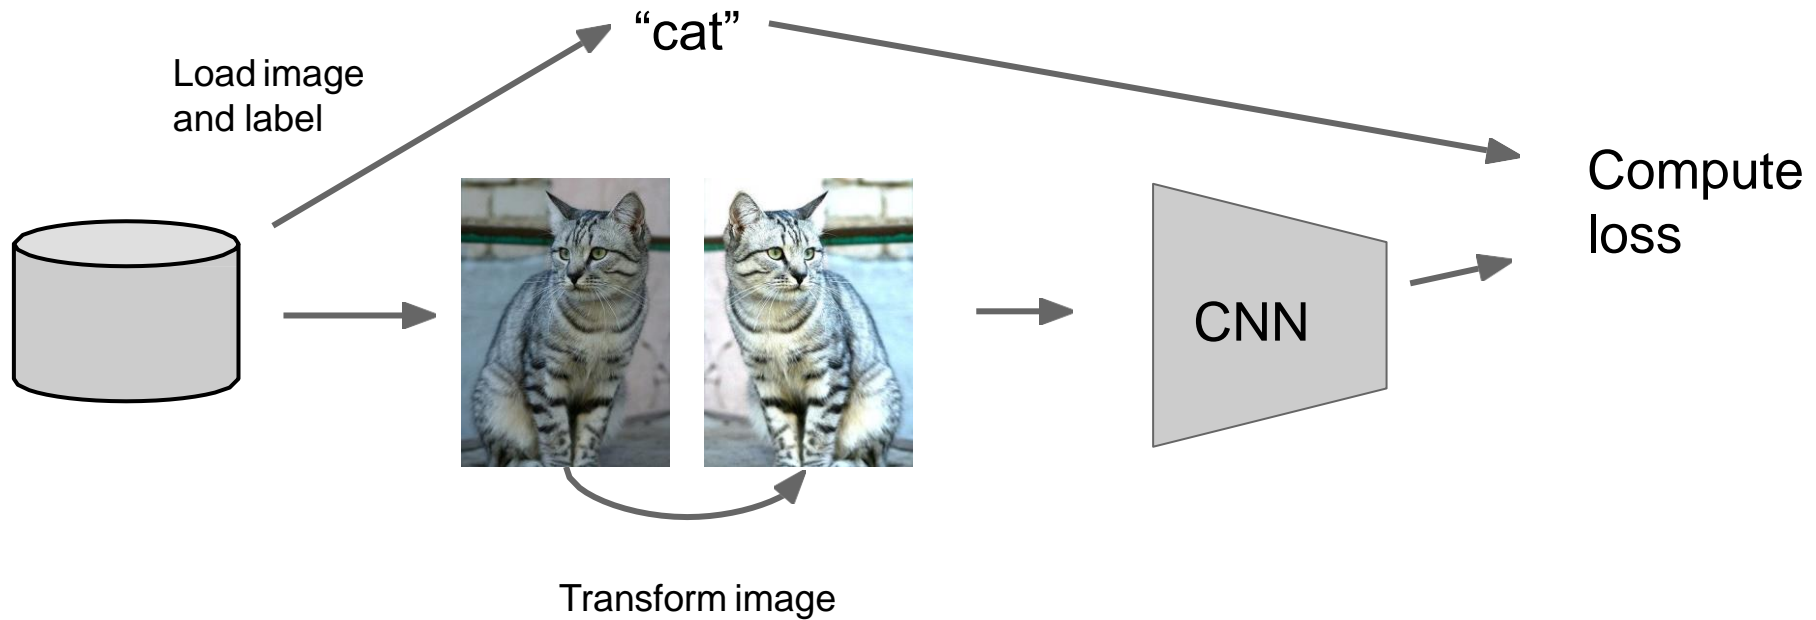 “cat”
Load image
and label
Compute
loss
CNN
Transform image